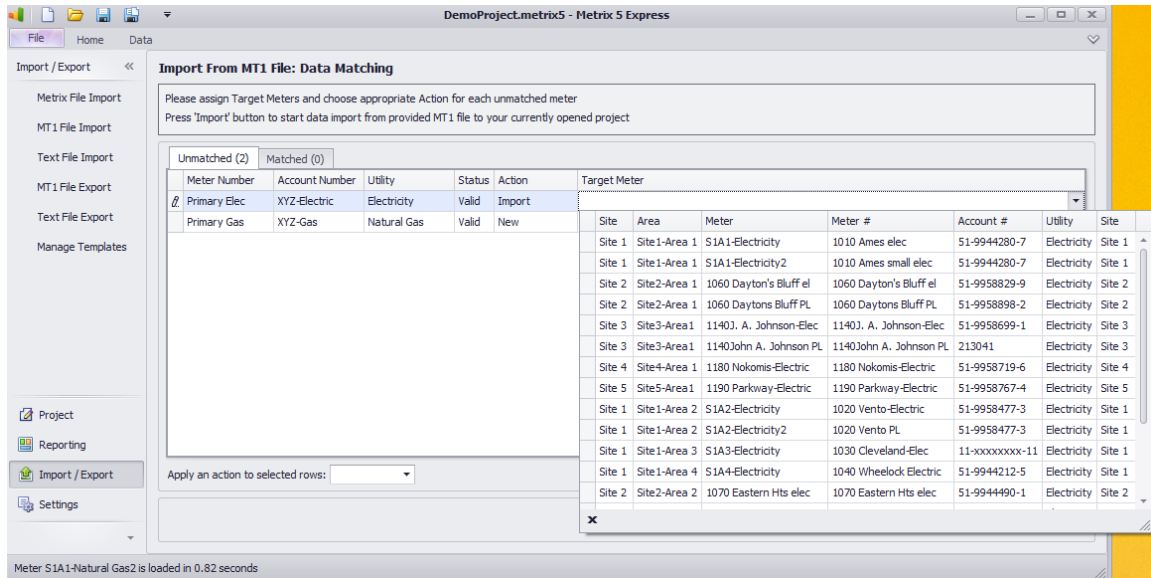 DemoProject.metrix5 - Metrix 5 Express
File Home Data
Import / Export «
Metrix File Import
MT1 File Import
Text File Import
MT1 File Export
Text File Export
Manage Templates
Project
Reporting
Import / Export
Settings
Import From MT1 File: Data Matching
Please assign Target Meters and choose appropriate Action for each unmatched meter
Press 'Import' button to start data import from provided MT1 file to your currently opened project
Unmatched (2) Matched (0)
Meter Number Account Number Utility Status Action Target Meter
Primary Elec XYZ-Electric Electricity Valid Import
Primary Gas XYZ-Gas Natural Gas Valid New
Site Area Meter Meter # Account # Utility Site
Site 1 Site1-Area 1 S1A1-Electricity 1010 Ames elec 51-9944280-7 Electricity Site 1
Site 1 Site1-Area 1 S1A1-Electricity2 1010 Ames small elec 51-9944280-7 Electricity Site 1
Site 2 Site2-Area 1 1060 Dayton's Bluff el 1060 Dayton's Bluff el 51-9958829-9 Electricity Site 2
Site 2 Site2-Area 1 1060 Daytons Bluff PL 1060 Daytons Bluff PL 51-9958898-2 Electricity Site 2
Site 3 Site3-Area1 1140J. A. Johnson-Elec 1140J. A. Johnson-Elec 51-9958699-1 Electricity Site 3
Site 3 Site3-Area1 1140John A. Johnson PL 1140John A. Johnson PL 213041 Electricity Site 3
Site 4 Site4-Area1 1180 Nokomis-Electric 1180 Nokomis-Electric 51-9958719-6 Electricity Site 4
Site 5 Site5-Area1 1190 Parkway-Electric 1190 Parkway-Electric 51-9958767-4 Electricity Site 5
Site 1 Site1-Area 2 S1A2-Electricity 1020 Vento-Electric 51-9958477-3 Electricity Site 1
Site 1 Site1-Area 2 S1A2-Electricity2 1020 Vento PL 51-9958477-3 Electricity Site 1
Site 1 Site1-Area 3 S1A3-Electricity 1030 Cleveland-Elec 11-xxxxxxxx-11 Electricity Site 1
Site 1 Site1-Area 4 S1A4-Electricity 1040 Wheelock Electric 51-9944212-5 Electricity Site 1
Site 2 Site2-Area 2 1070 Eastern Hts elec 1070 Eastern Hts elec 51-9944490-1 Electricity Site 2
Apply an action to selected rows:
Meter S1A1-Natural Gas2 is loaded in 0.82 seconds